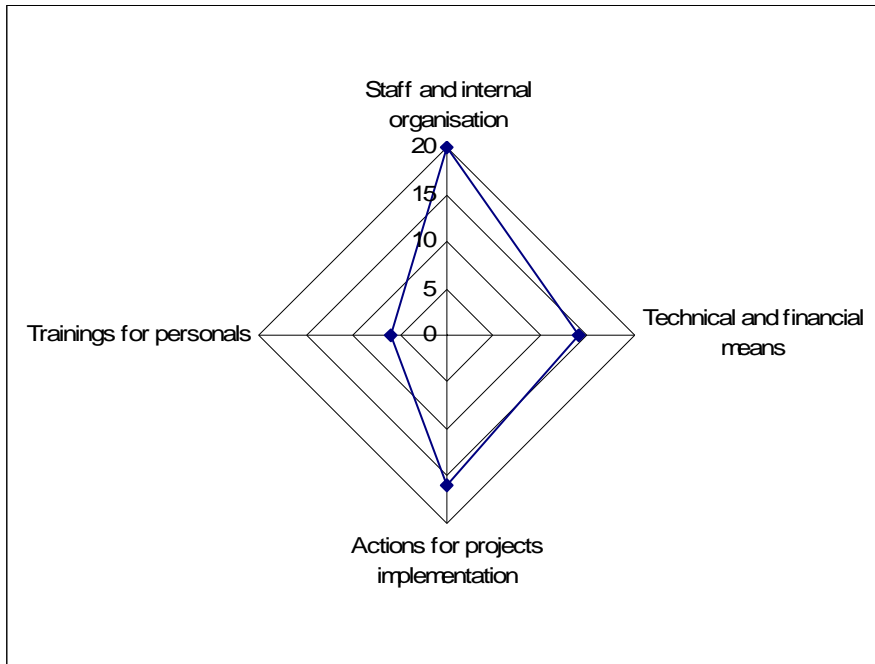 Staff and internal
organisation
20
15
10
5
0
Trainings for personals
Technical and financial
means
Actions for projects
implementation